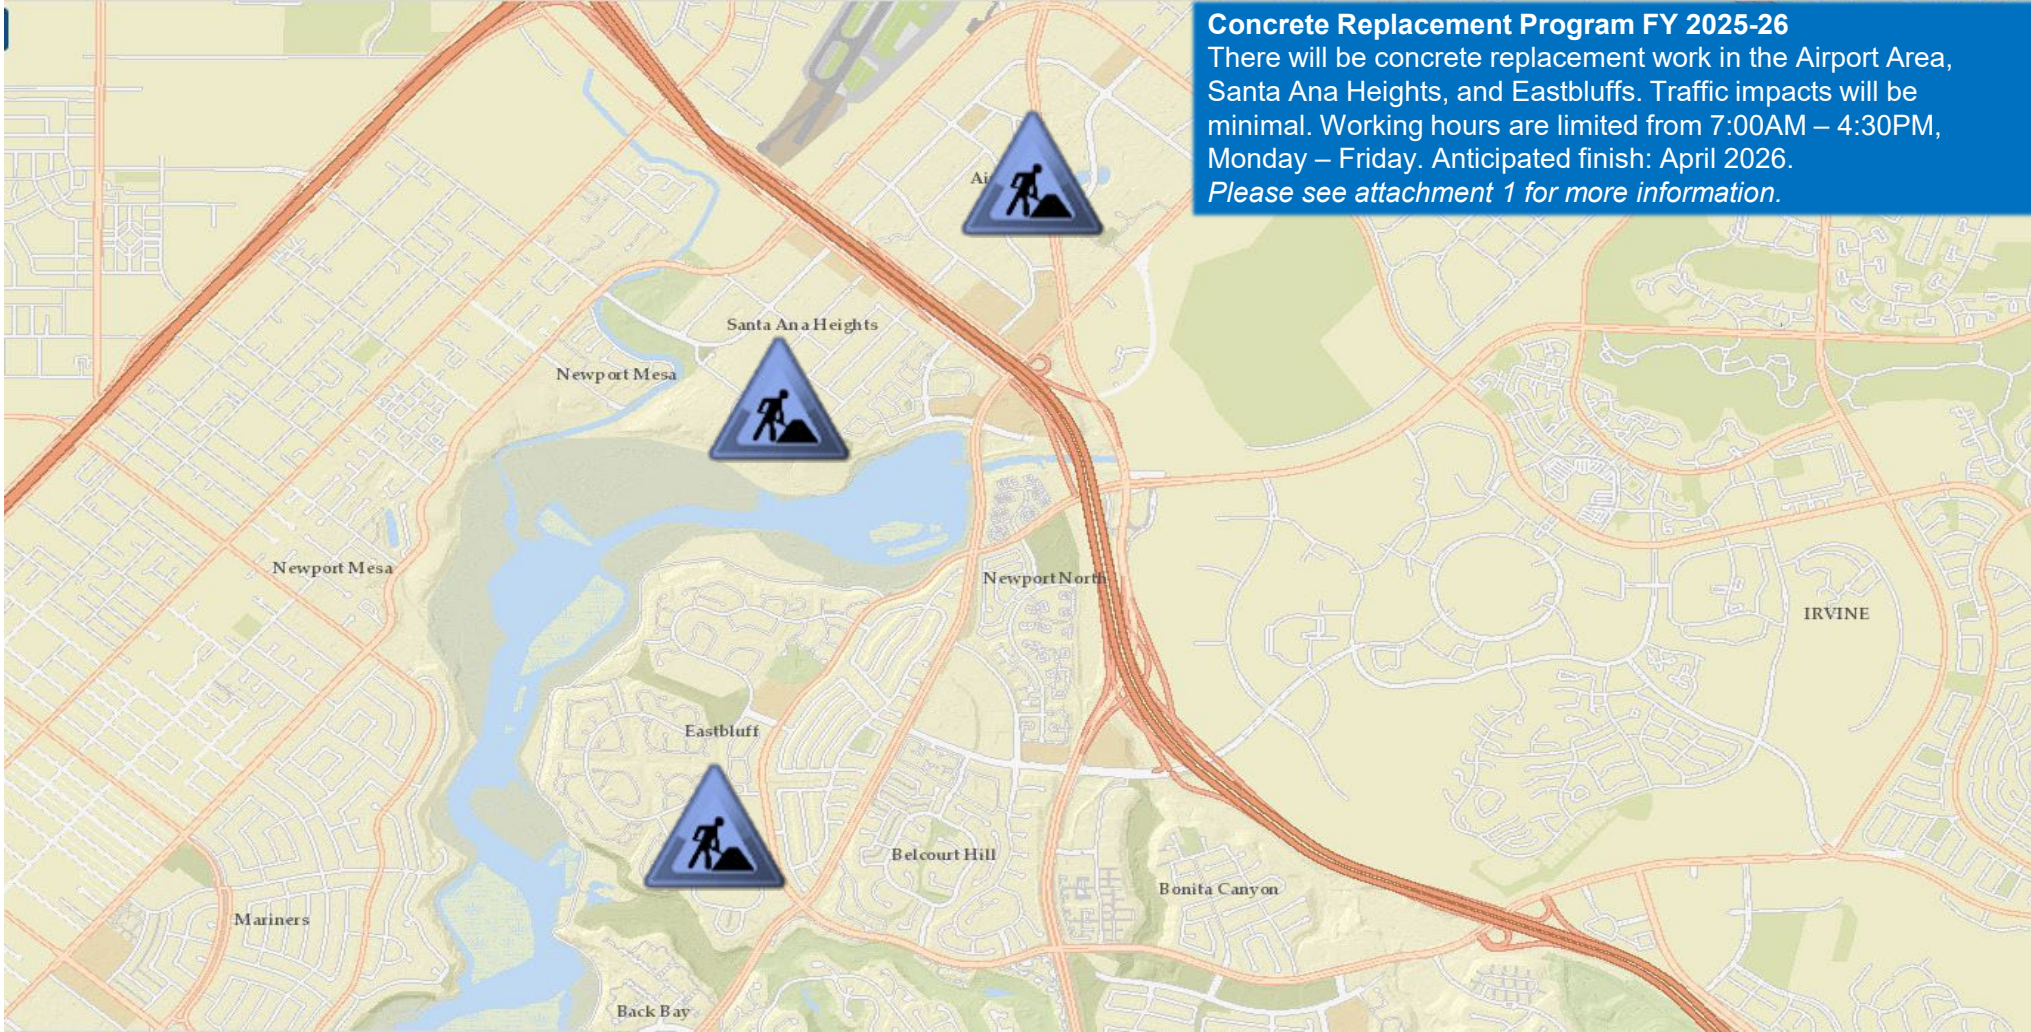 Concrete Replacement Program FY 2025-26
There will be concrete replacement work in the Airport Area,
Santa Ana Heights, and Eastbluffs. Traffic impacts will be
minimal. Working hours are limited from 7:00AM – 4:30PM,
Monday – Friday. Anticipated finish: April 2026.
Please see attachment 1 for more information.
Santa Ana Heights
Newport Mesa
Newport Mesa
Newport North
IRVINE
Eastbluff
Belcourt Hill
Bonita Canyon
Mariners
Back Bay